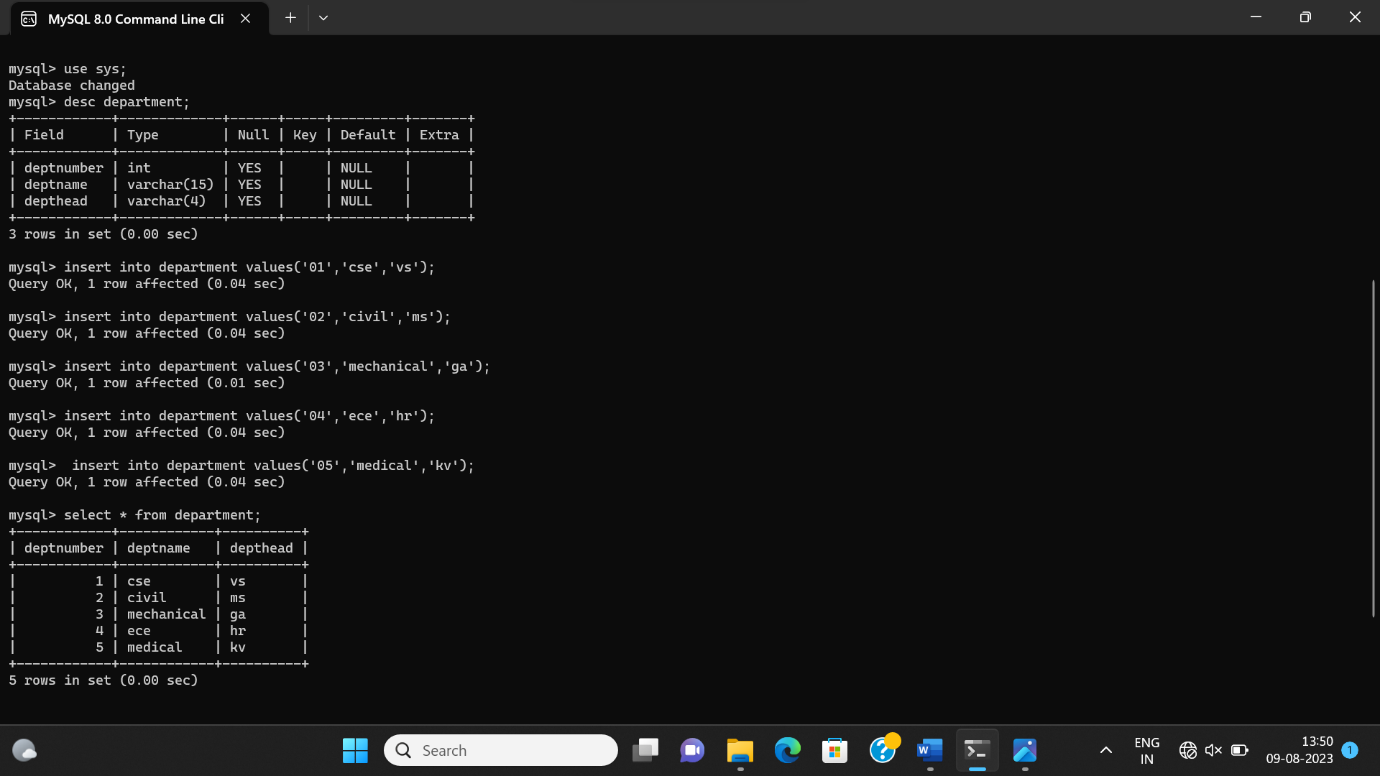 MySQL 8.0 Command Line Cli
mysql> use sys;
Database changed
mysql> desc department;
+------------+-------------+------+-----+---------+-------+
| Field      | Type        | Null | Key | Default | Extra |
+------------+-------------+------+-----+---------+-------+
| deptnumber | int         | YES  |     | NULL    |       |
| deptname   | varchar(15) | YES  |     | NULL    |       |
| depthead   | varchar(4)  | YES  |     | NULL    |       |
+------------+-------------+------+-----+---------+-------+
3 rows in set (0.00 sec)
mysql> insert into department values('01','cse','vs');
Query OK, 1 row affected (0.04 sec)
mysql> insert into department values('02','civil','ms');
Query OK, 1 row affected (0.04 sec)
mysql> insert into department values('03','mechanical','ga');
Query OK, 1 row affected (0.01 sec)
mysql> insert into department values('04','ece','hr');
Query OK, 1 row affected (0.04 sec)
mysql>  insert into department values('05','medical','kv');
Query OK, 1 row affected (0.04 sec)
mysql> select * from department;
+------------+------------+----------+
| deptnumber | deptname   | depthead |
+------------+------------+----------+
|          1 | cse        | vs       |
|          2 | civil      | ms       |
|          3 | mechanical | ga       |
|          4 | ece        | hr       |
|          5 | medical    | kv       |
+------------+------------+----------+
5 rows in set (0.00 sec)
Search
ENG
IN
13:50
09-08-2023
1